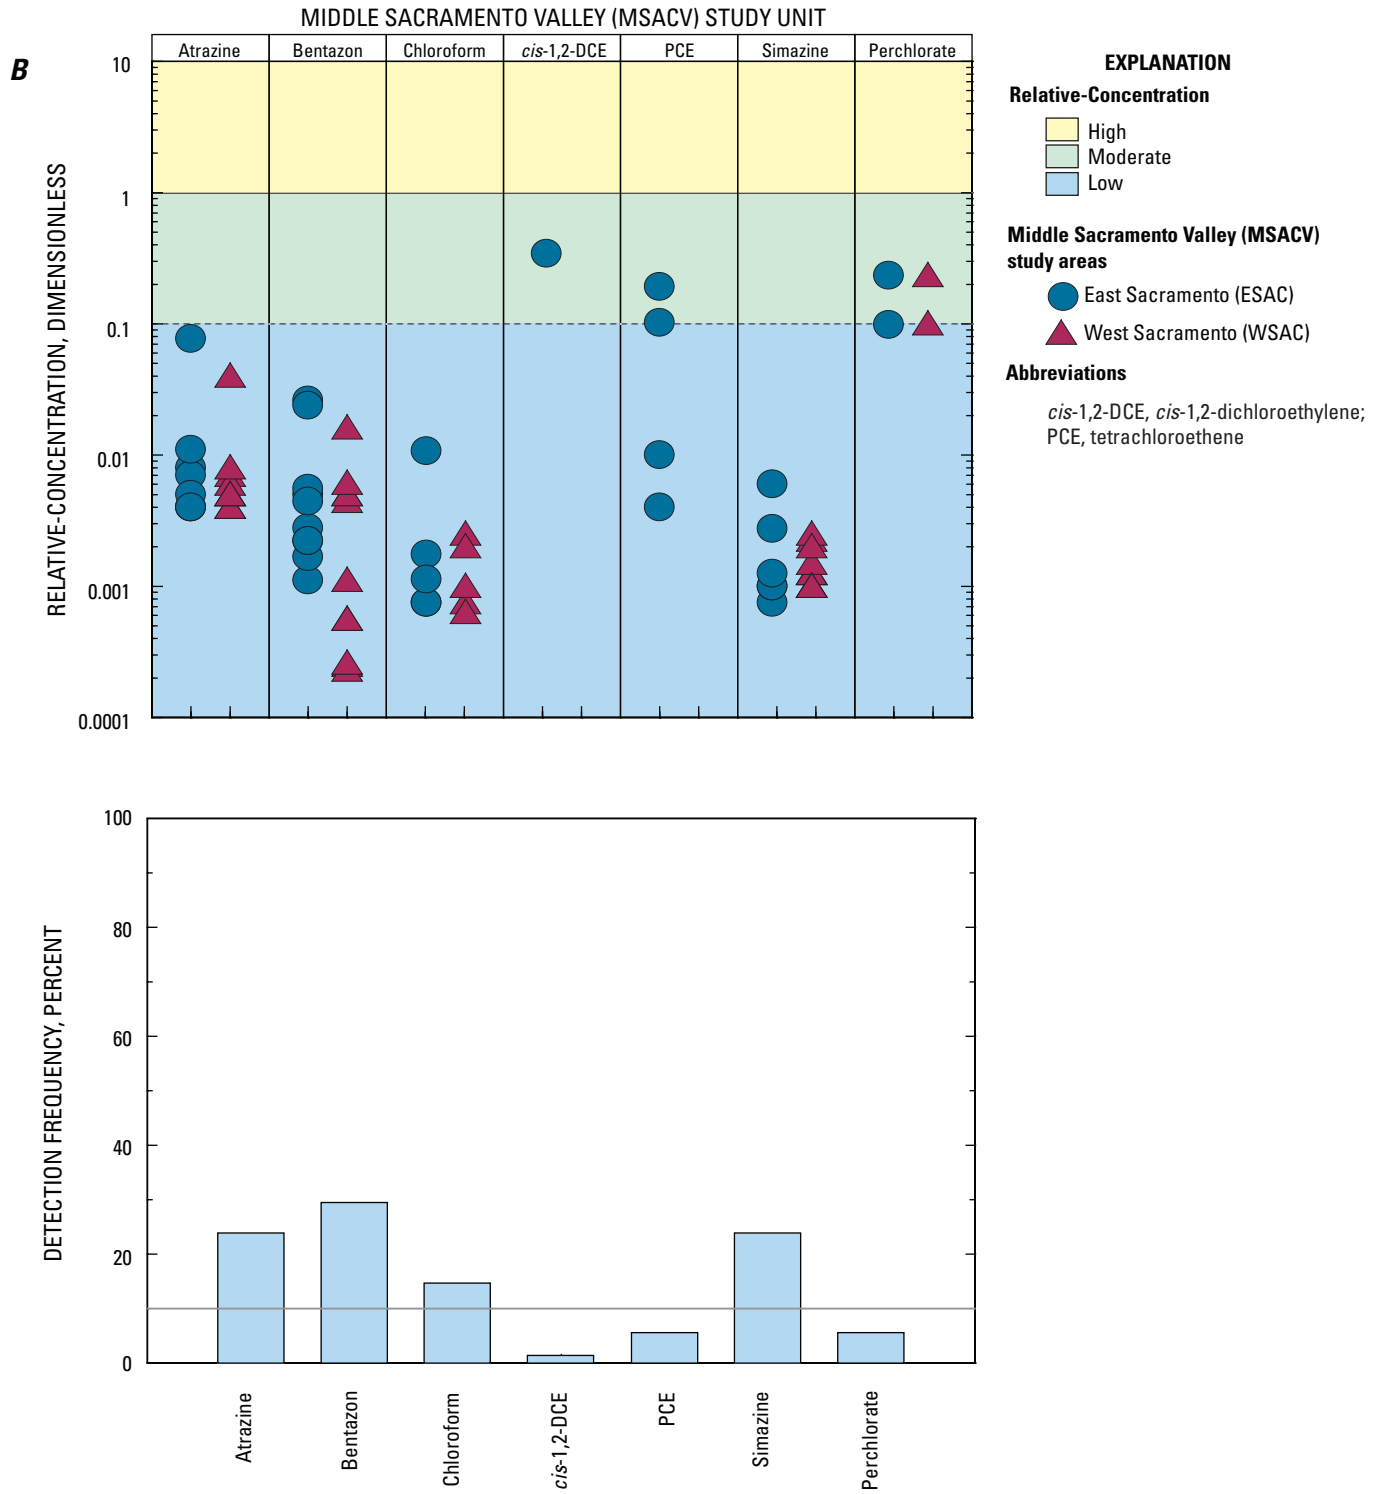 MIDDLE SACRAMENTO VALLEY (MSACV) STUDY UNIT
B
Atrazine
Bentazon
Chloroform
cis-1,2-DCE
PCE
Simazine
Perchlorate
RELATIVE-CONCENTRATION, DIMENSIONLESS
10
1
0.1
0.01
0.001
0.0001
EXPLANATION
Relative-Concentration
High
Moderate
Low
Middle Sacramento Valley (MSACV)
study areas
East Sacramento (ESAC)
West Sacramento (WSAC)
Abbreviations
cis-1,2-DCE, cis-1,2-dichloroethylene;
PCE, tetrachloroethene
DETECTION FREQUENCY, PERCENT
100
80
60
40
20
0
Atrazine
Bentazon
Chloroform
cis-1,2-DCE
PCE
Simazine
Perchlorate